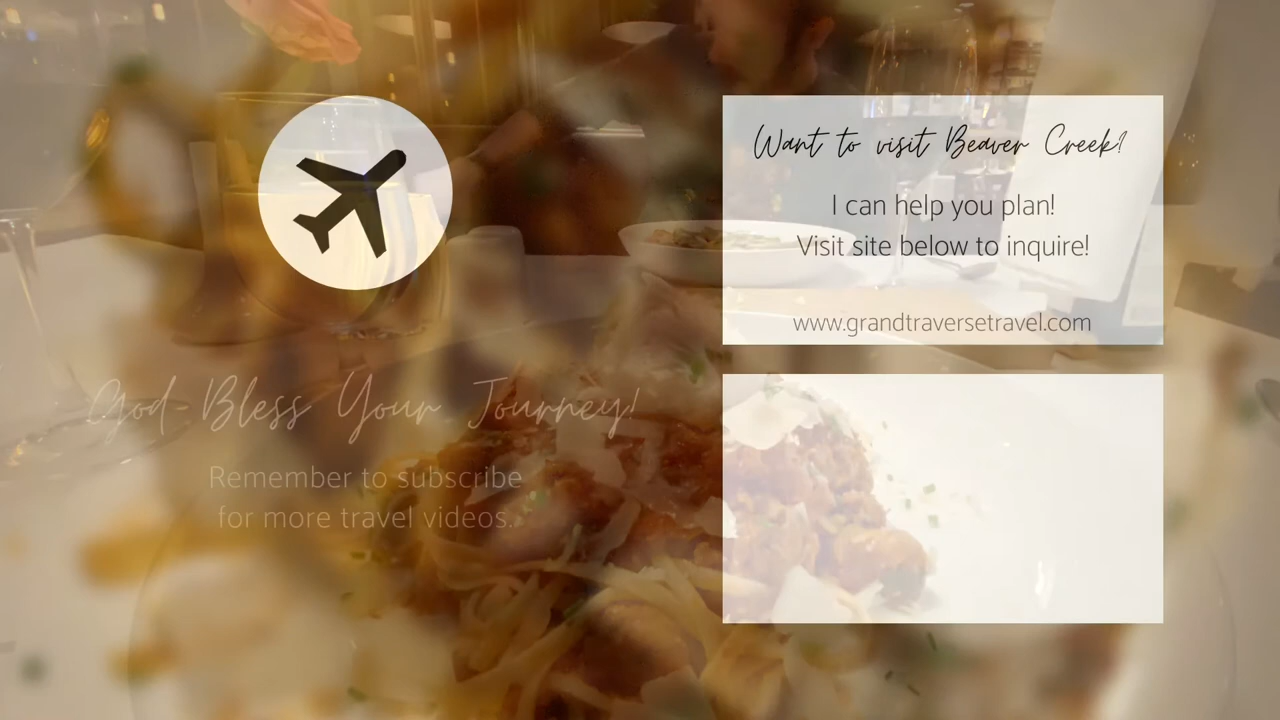 Want to visit Beaver Creek?
I can help you plan!
Visit site below to inquire!
www.grandtraversetravel.com
God Bless Your Journey!
Remember to subscribe
for more travel videos.